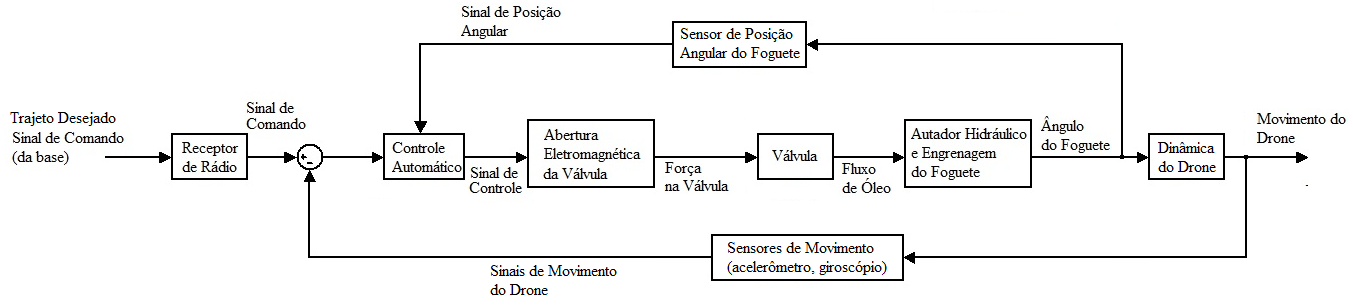 Sinal de Posição
Angular
Sensor de Posição
Angular do Foguete
Trajeto Desejado
Sinal de Comando
(da base)
Receptor
de Rádio
Sinal de
Comando
Controle
Automático
Sinal de
Controle
Abertura
Eletromagnética
da Válvula
Força
na Válvula
Válvula
Fluxo
de Óleo
Autador Hidráulico
e Engrenagem
do Foguete
Ângulo
do Foguete
Dinâmica
do Drone
Movimento do
Drone
Sensores de Movimento
(acelerômetro, giroscópio)
Sinais de Movimento
do Drone